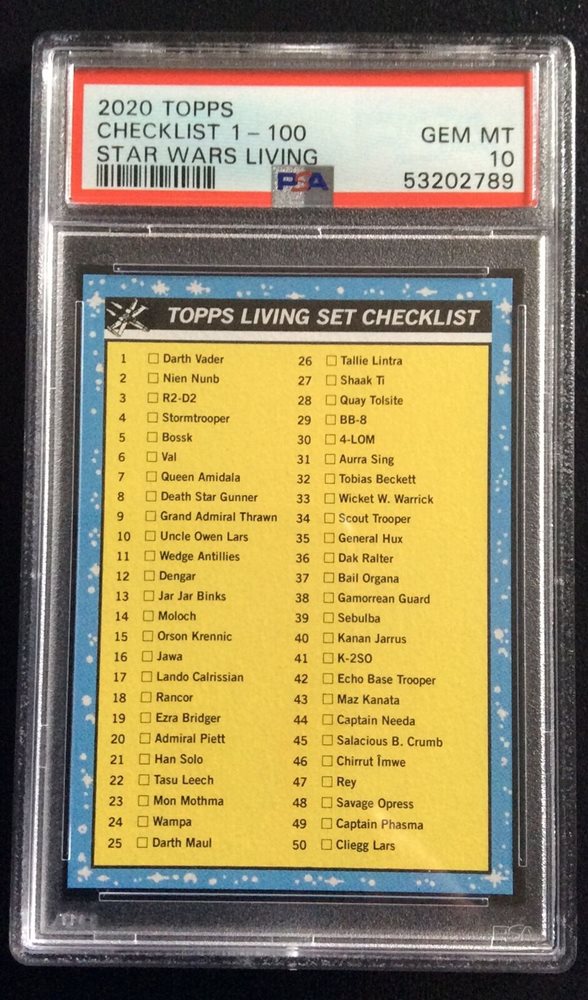 2020 TOPPS
CHECKLIST 1 – 100 GEM MT
STAR WARS LIVING 10
PSA 53202789
TOPPS LIVING SET CHECKLIST
1 Darth Vader
2 Nien Nunb
3 R2-D2
4 Stormtrooper
5 Bossk
6 Val
7 Queen Amidala
8 Death Star Gunner
9 Grand Admiral Thrawn
10 Uncle Owen Lars
11 Wedge Antillies
12 Dengar
13 Jar Jar Binks
14 Moloch
15 Orson Krennic
16 Jawa
17 Lando Calrissian
18 Rancor
19 Ezra Bridger
20 Admiral Piett
21 Han Solo
22 Tasu Leech
23 Mon Mothma
24 Wampa
25 Darth Maul
26 Tallie Lintra
27 Shaak Ti
28 Quay Tolsite
29 BB-8
30 4-LOM
31 Aurra Sing
32 Tobias Beckett
33 Wicket W. Warrick
34 Scout Trooper
35 General Hux
36 Dak Ralter
37 Bail Organa
38 Gamorrean Guard
39 Sebulba
40 Kanan Jarrus
41 K-2SO
42 Echo Base Trooper
43 Maz Kanata
44 Captain Needa
45 Salacious B. Crumb
46 Chirrut Îmwe
47 Rey
48 Savage Opress
49 Captain Phasma
50 Cliegg Lars
PSA